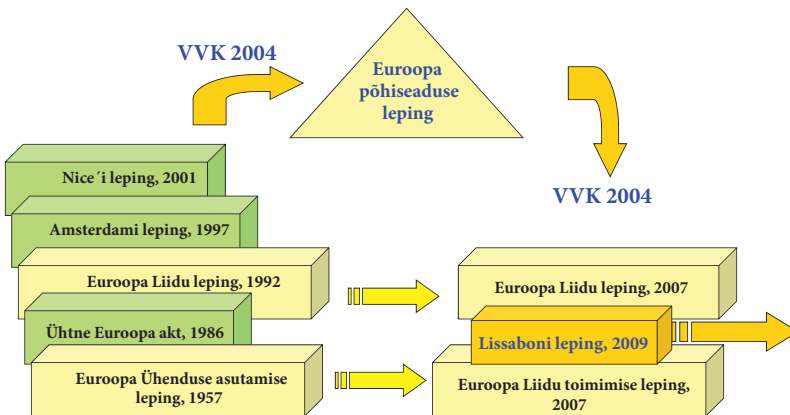 VVK 2004
Euroopa
põhiseaduse
leping
VVK 2004
Nice´i leping, 2001
Amsterdami leping, 1997
Euroopa Liidu leping, 1992
Ühtne Euroopa akt, 1986
Euroopa Ühenduse asutamise
leping, 1957
Euroopa Liidu leping, 2007
Lissaboni leping, 2009
Euroopa Liidu toimimise leping,
2007